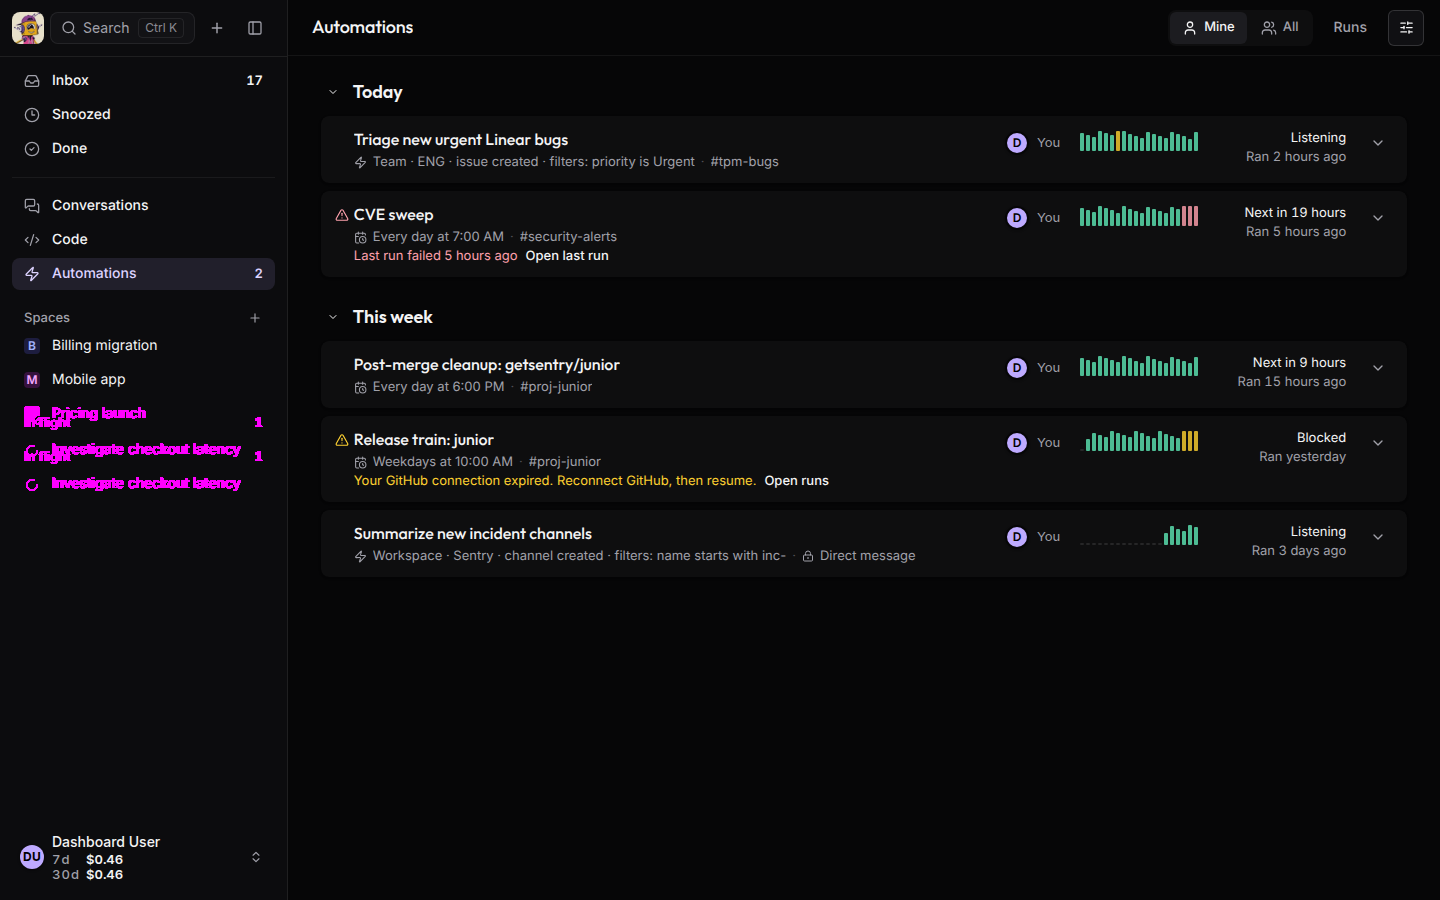 Search Ctrl K
Inbox 17
Snoozed
Done
Conversations
Code
Automations 2
Spaces
B Billing migration
M Mobile app
Pricing launch
In flight 1
Investigate checkout latency
In flight 1
Investigate checkout latency
DU Dashboard User
7d $0.46
30d $0.46
Automations
Mine All Runs
Today
Triage new urgent Linear bugs
Team · ENG · issue created · filters: priority is Urgent · #tpm-bugs
D You
Listening
Ran 2 hours ago
CVE sweep
Every day at 7:00 AM · #security-alerts
Last run failed 5 hours ago Open last run
D You
Next in 19 hours
Ran 5 hours ago
This week
Post-merge cleanup: getsentry/junior
Every day at 6:00 PM · #proj-junior
D You
Next in 9 hours
Ran 15 hours ago
Release train: junior
Weekdays at 10:00 AM · #proj-junior
Your GitHub connection expired. Reconnect GitHub, then resume. Open runs
D You
Blocked
Ran yesterday
Summarize new incident channels
Workspace · Sentry · channel created · filters: name starts with inc- · Direct message
D You
Listening
Ran 3 days ago